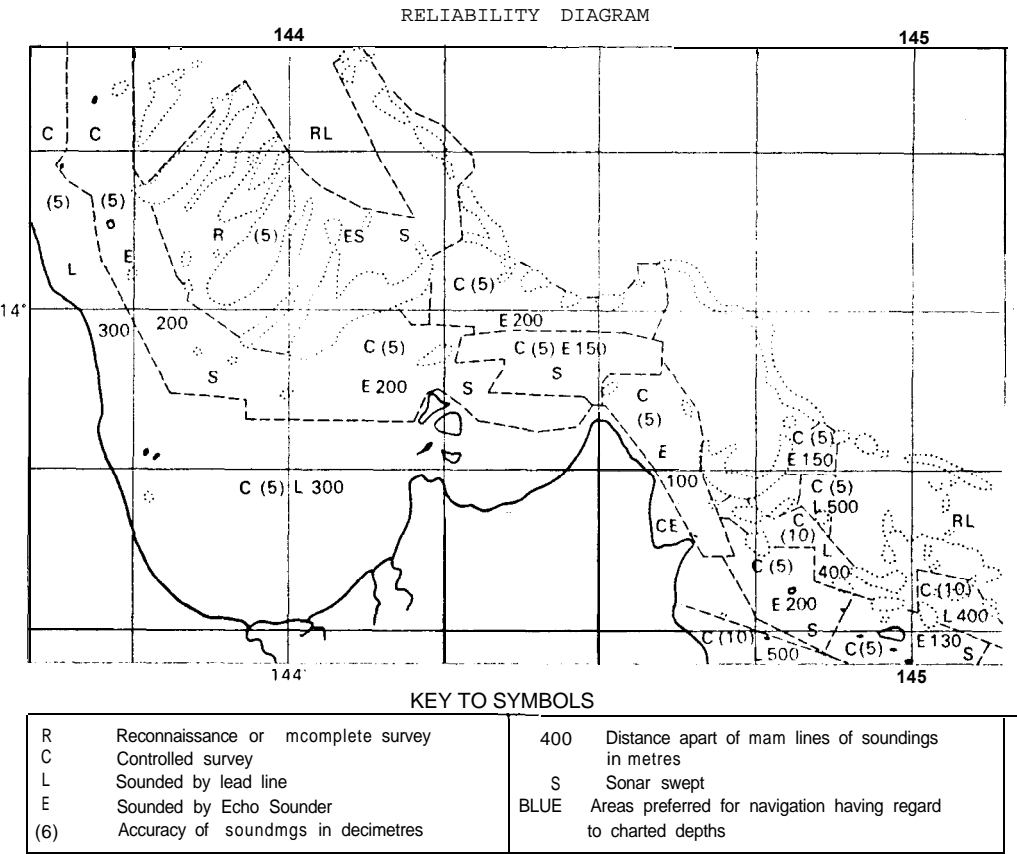 RELIABILITY DIAGRAM
144 145
C C RL
(5) (5)
R (5) ES S
L E
C (5)
14°
300 200 E 200
C (5) C (5) E 150
S E 200 S S
C
(5)
C (5)
E E 150
100 C (5)
C (5) L 300 L 500
C RL
CE (10)
L
C (5) 400
C (10)
E 200 L 400
S
C (10) C (5) E 130
L 500 S
144 145
KEY TO SYMBOLS
R Reconnaissance or mcomplete survey
C Controlled survey
L Sounded by lead line
E Sounded by Echo Sounder
(6) Accuracy of soundmgs in decimetres
400 Distance apart of mam lines of soundings
in metres
S Sonar swept
BLUE Areas preferred for navigation having regard
to charted depths